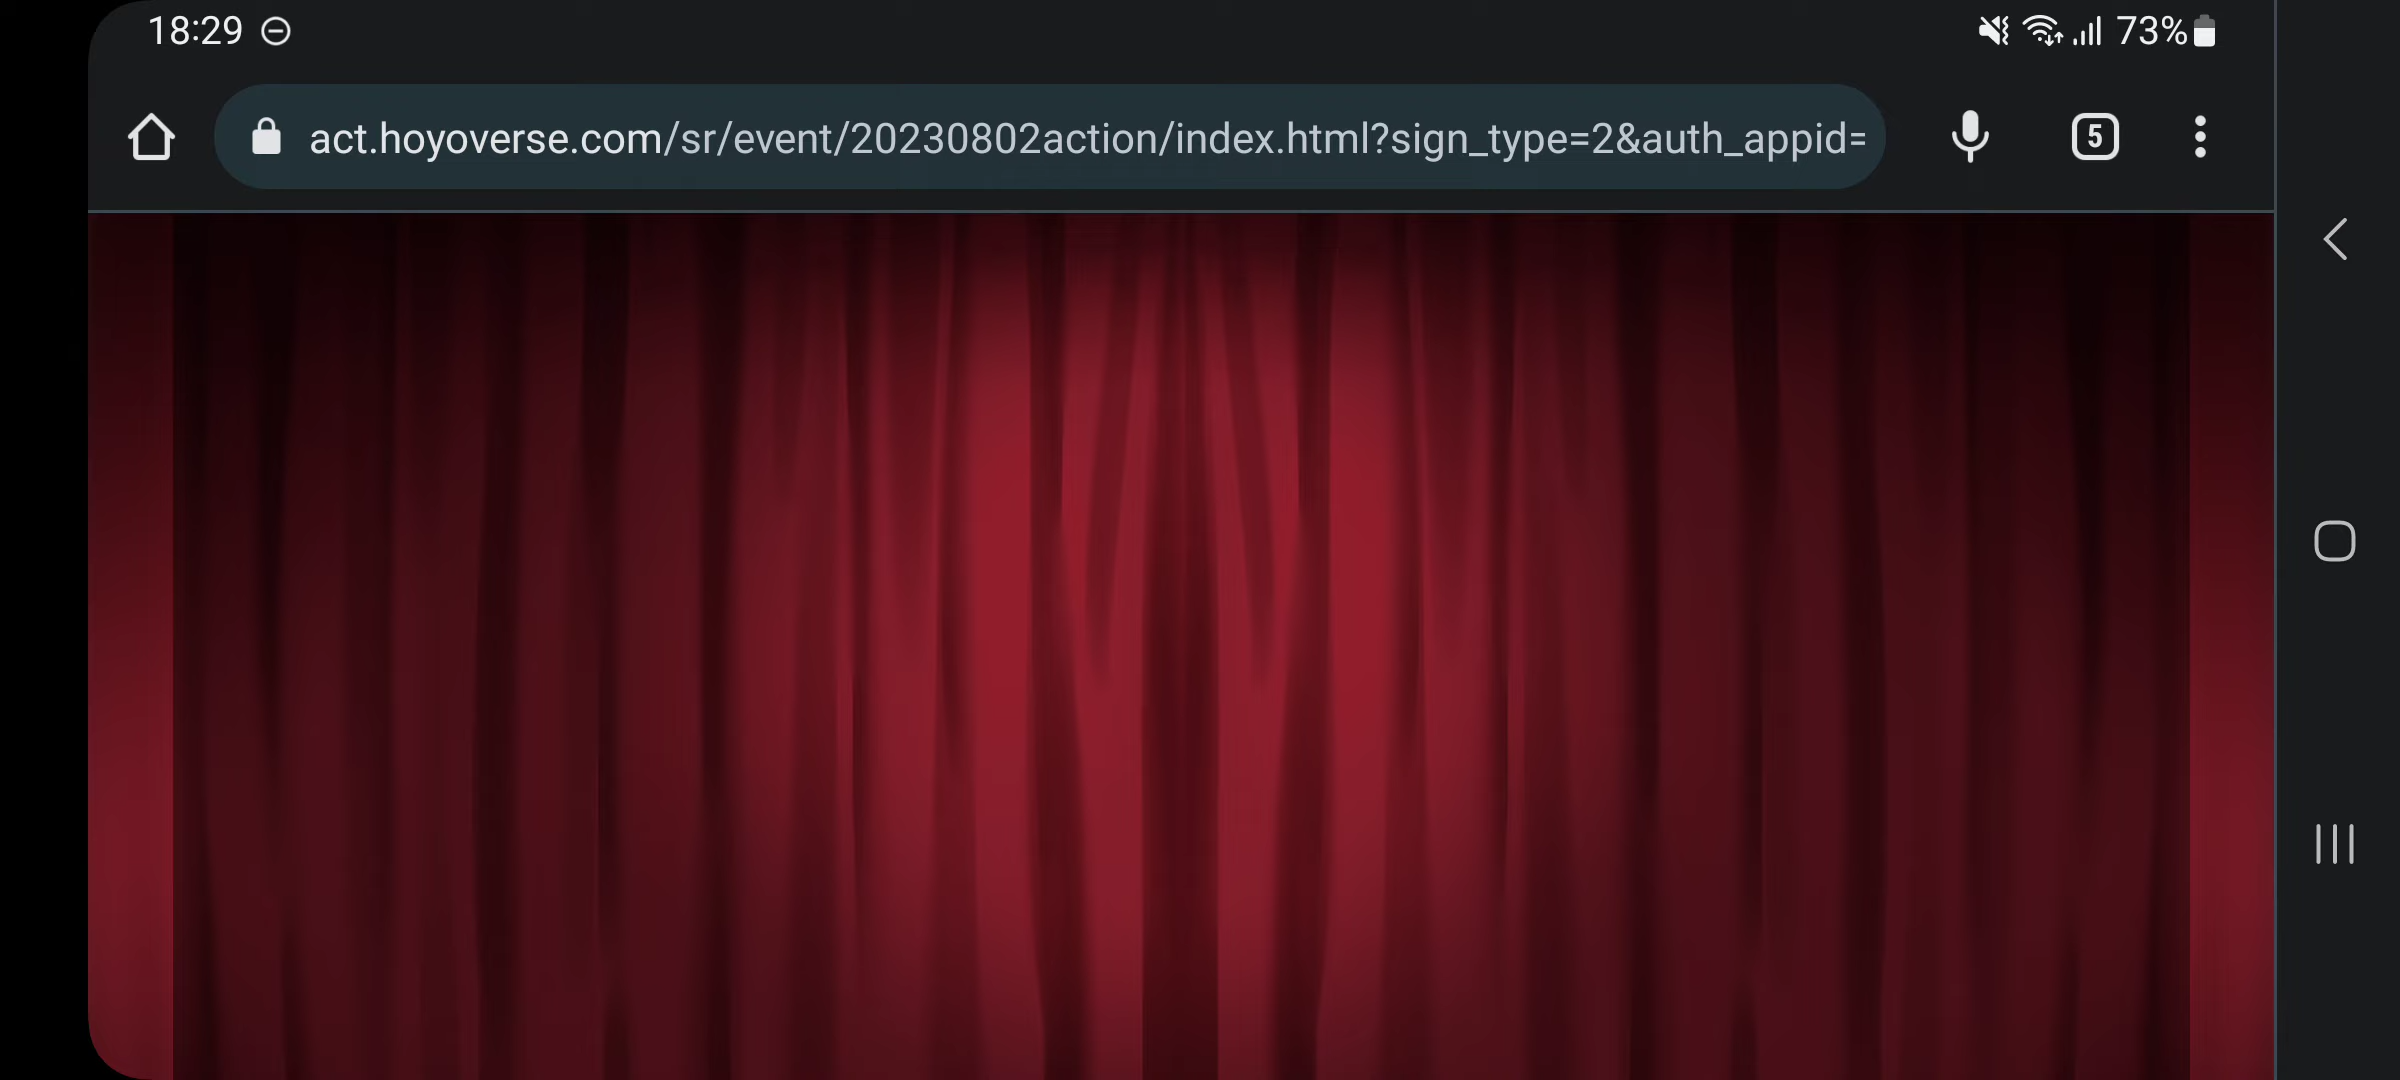 18:29
73%
act.hoyoverse.com/sr/event/20230802action/index.html?sign_type=2&auth_appid=
5